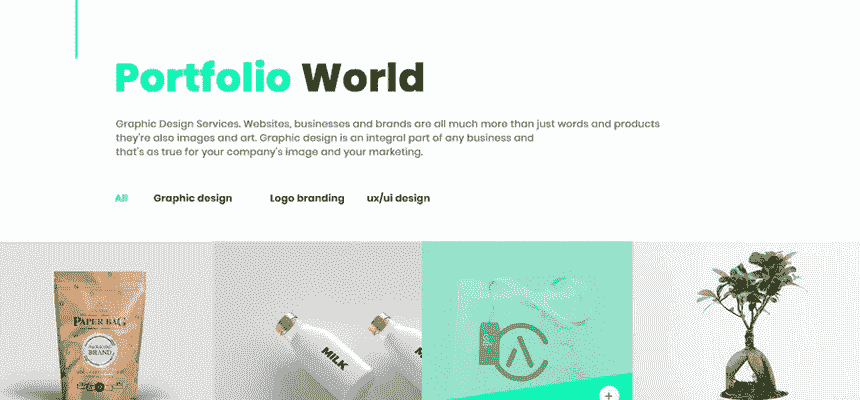 Portfolio World
Graphic Design Services. Websites, businesses and brands are all much more than just words and products
they're also images and art. Graphic design is an integral part of any business and
that's as true for your company's image and your marketing.
All Graphic design Logo branding ux/ui design
PAPER BAG
BRAND
MILK
+